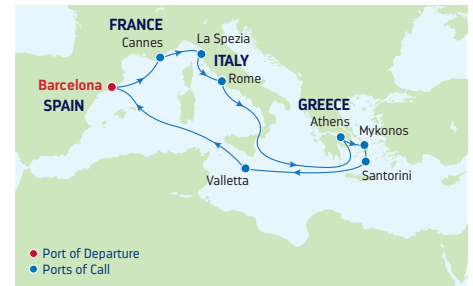 FRANCE
Cannes
La Spezia
ITALY
Rome
Barcelona
SPAIN
GREECE
Athens
Mykonos
Santorini
Valletta
Port of Departure
Ports of Call